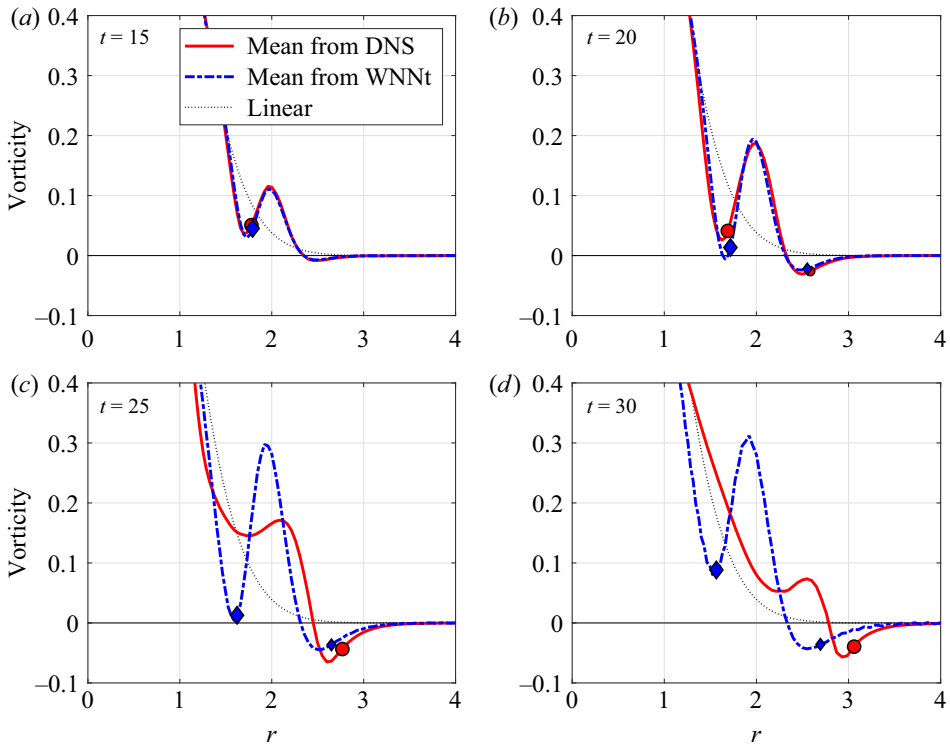 (a)
t = 15
Mean from DNS
Mean from WNNt
Linear
Vorticity
0.4
0.3
0.2
0.1
0
–0.1
0 1 2 3 4
(b)
t = 20
0.4
0.3
0.2
0.1
0
–0.1
0 1 2 3 4
(c)
t = 25
Vorticity
0.4
0.3
0.2
0.1
0
–0.1
0 1 2 3 4
r
(d)
t = 30
0.4
0.3
0.2
0.1
0
–0.1
0 1 2 3 4
r